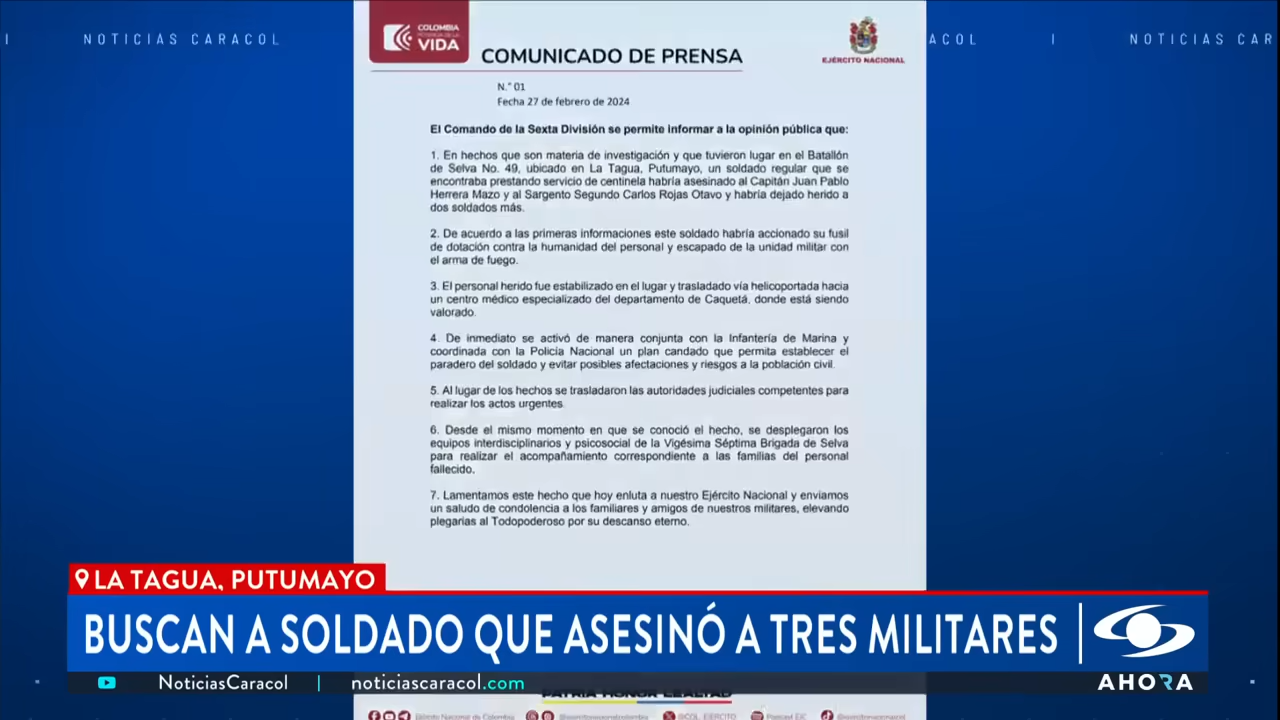 NOTICIAS CARACOL
ACOL
NOTICIAS CAR
COLOMBIA
POTENCIA DE LA
VIDA
COMUNICADO DE PRENSA
EJÉRCITO NACIONAL
N.° 01
Fecha 27 de febrero de 2024
El Comando de la Sexta División se permite informar a la opinión pública que:
1. En hechos que son materia de investigación y que tuvieron lugar en el Batallón
de Selva No. 49, ubicado en La Tagua, Putumayo, un soldado regular que se
encontraba prestando servicio de centinela habría asesinado al Capitán Juan Pablo
Herrera Mazo y al Sargento Segundo Carlos Rojas Otavo y habría dejado herido a
dos soldados más.
2. De acuerdo a las primeras informaciones este soldado habría accionado su fusil
de dotación contra la humanidad del personal y escapado de la unidad militar con
el arma de fuego.
3. El personal herido fue estabilizado en el lugar y trasladado vía helicoportada hacia
un centro médico especializado del departamento de Caquetá, donde está siendo
valorado.
4. De inmediato se activó de manera conjunta con la Infantería de Marina y
coordinada con la Policía Nacional un plan candado que permita establecer el
paradero del soldado y evitar posibles afectaciones y riesgos a la población civil.
5. Al lugar de los hechos se trasladaron las autoridades judiciales competentes para
realizar los actos urgentes
6. Desde el mismo momento en que se conoció el hecho, se desplegaron los
equipos interdisciplinarios y psicosocial de la Vigésima Séptima Brigada de Selva
para realizar el acompañamiento correspondiente a las familias del personal
fallecido.
7. Lamentamos este hecho que hoy enluta a nuestro Ejército Nacional y enviamos
un saludo de condolencia a los familiares y amigos de nuestros militares, elevando
plegarias al Todopoderoso por su descanso eterno.
LA TAGUA, PUTUMAYO
BUSCAN A SOLDADO QUE ASESINÓ A TRES MILITARES
NoticiasCaracol | noticiascaracol.com
AHORA
PATRIA HONOR LEALTAD